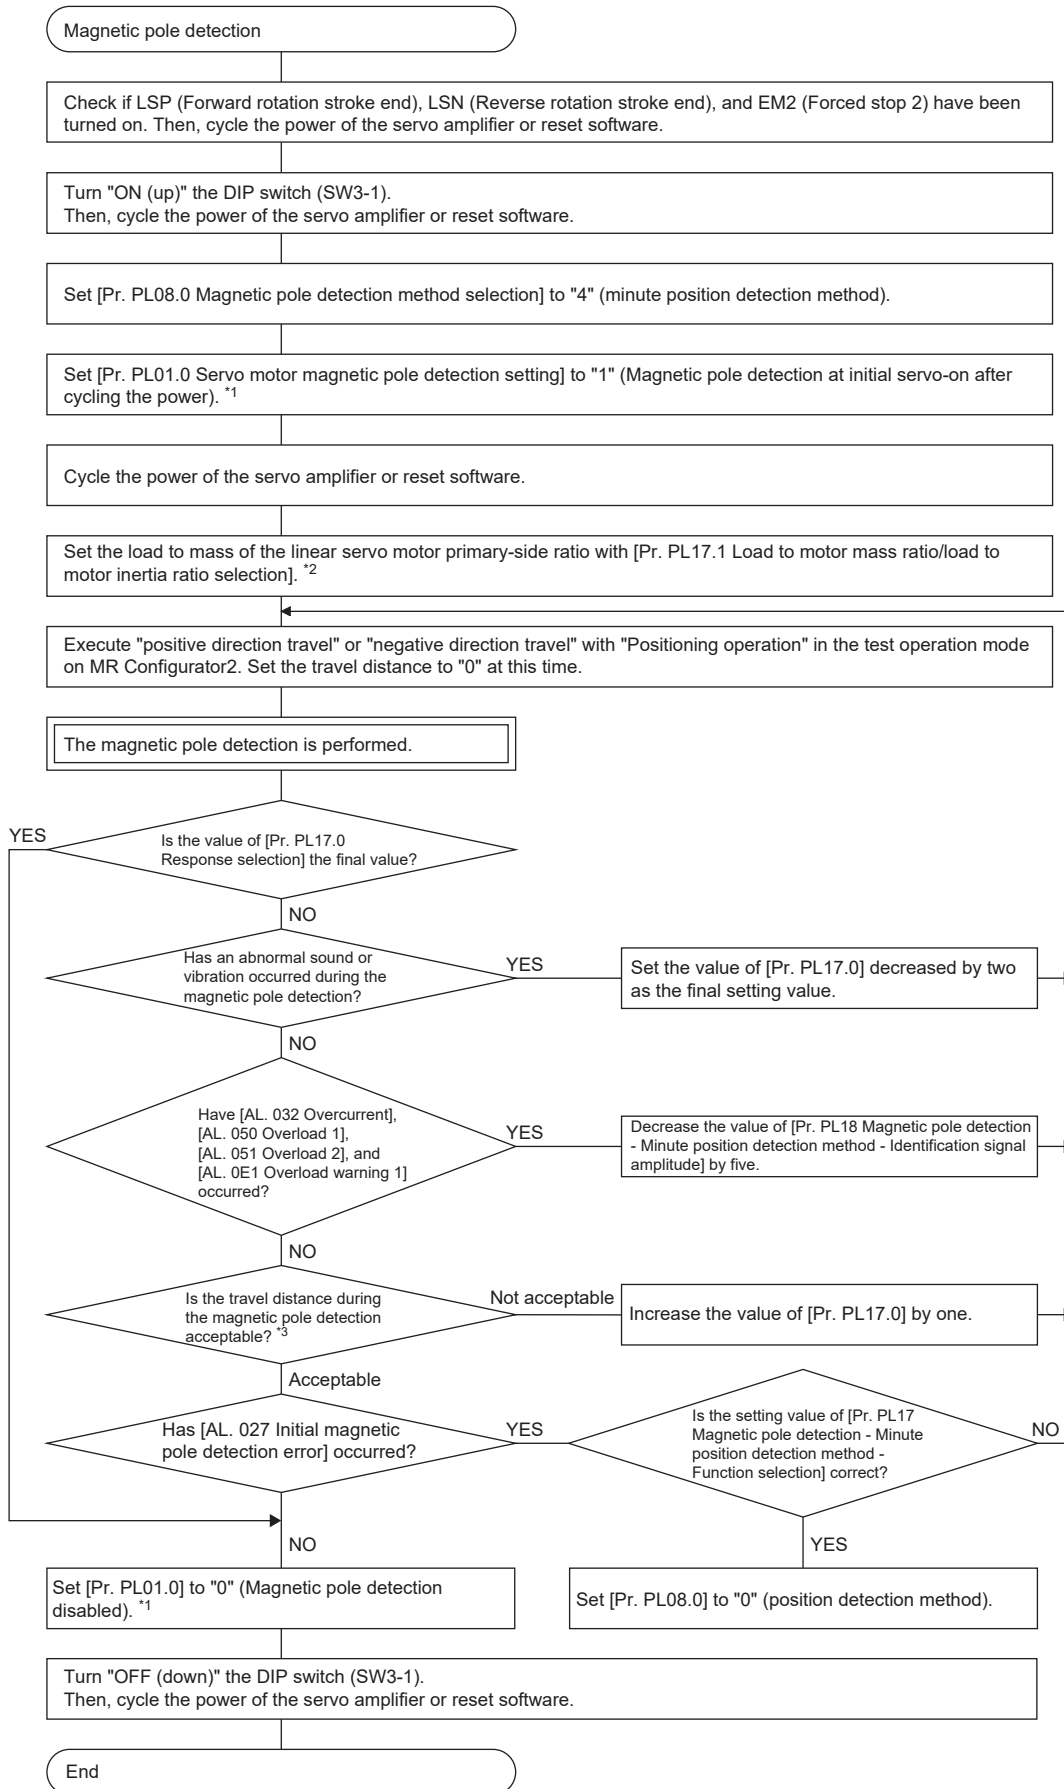 Magnetic pole detection
Check if LSP (Forward rotation stroke end), LSN (Reverse rotation stroke end), and EM2 (Forced stop 2) have been
turned on. Then, cycle the power of the servo amplifier or reset software.
Turn "ON (up)" the DIP switch (SW3-1).
Then, cycle the power of the servo amplifier or reset software.
Set [Pr. PL08.0 Magnetic pole detection method selection] to "4" (minute position detection method).
Set [Pr. PL01.0 Servo motor magnetic pole detection setting] to "1" (Magnetic pole detection at initial servo-on after
cycling the power). *1
Cycle the power of the servo amplifier or reset software.
Set the load to mass of the linear servo motor primary-side ratio with [Pr. PL17.1 Load to motor mass ratio/load to
motor inertia ratio selection]. *2
Execute "positive direction travel" or "negative direction travel" with "Positioning operation" in the test operation mode
on MR Configurator2. Set the travel distance to "0" at this time.
The magnetic pole detection is performed.
YES
Is the value of [Pr. PL17.0
Response selection] the final value?
NO
Has an abnormal sound or
vibration occurred during the
magnetic pole detection?
YES
Set the value of [Pr. PL17.0] decreased by two
as the final setting value.
NO
Have [AL. 032 Overcurrent],
[AL. 050 Overload 1],
[AL. 051 Overload 2], and
[AL. 0E1 Overload warning 1]
occurred?
YES
Decrease the value of [Pr. PL18 Magnetic pole detection
- Minute position detection method - Identification signal
amplitude] by five.
NO
Is the travel distance during
the magnetic pole detection
acceptable? *3
Not acceptable
Increase the value of [Pr. PL17.0] by one.
Acceptable
Has [AL. 027 Initial magnetic
pole detection error] occurred?
YES
Is the setting value of [Pr. PL17
Magnetic pole detection - Minute
position detection method -
Function selection] correct?
NO
NO
YES
Set [Pr. PL01.0] to "0" (Magnetic pole detection
disabled). *1
Set [Pr. PL08.0] to "0" (position detection method).
Turn "OFF (down)" the DIP switch (SW3-1).
Then, cycle the power of the servo amplifier or reset software.
End